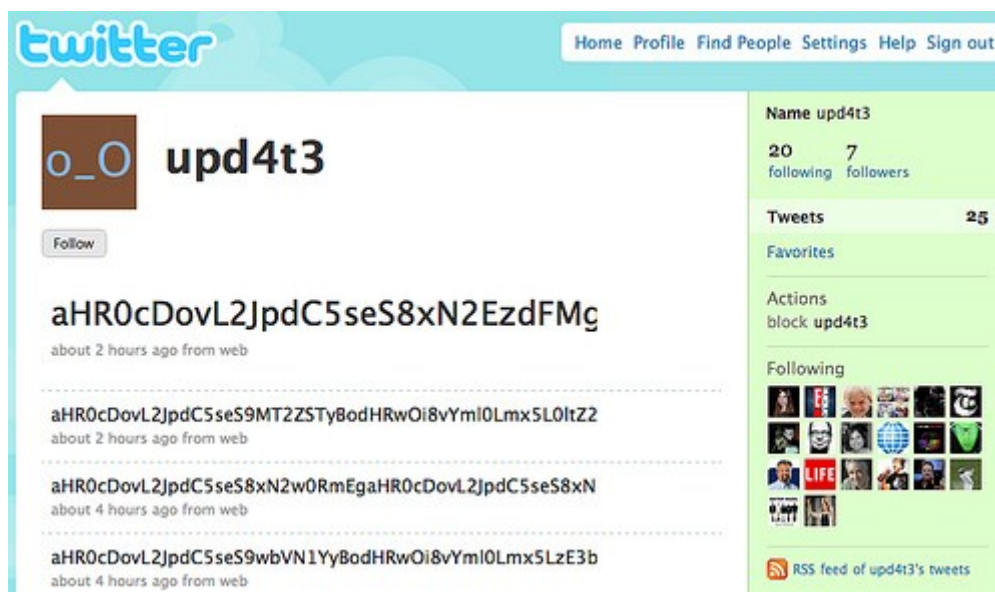 twitter
Home Profile Find People Settings Help Sign out
o_O
upd4t3
Follow
aHR0cDovL2JpdC5seS8xN2EzdFMg
about 2 hours ago from web
aHR0cDovL2JpdC5seS9MT2ZSTyBodHRwOi8vYml0Lmx5L0ltZ2
about 2 hours ago from web
aHR0cDovL2JpdC5seS8xN2w0RmEgaHR0cDovL2JpdC5seS8xN
about 4 hours ago from web
aHR0cDovL2JpdC5seS9wbVN1YyBodHRwOi8vYml0Lmx5LzE3b
about 4 hours ago from web
Name upd4t3
20 7
following followers
Tweets 25
Favorites
Actions
block upd4t3
Following
LIFE
RSS feed of upd4t3's tweets